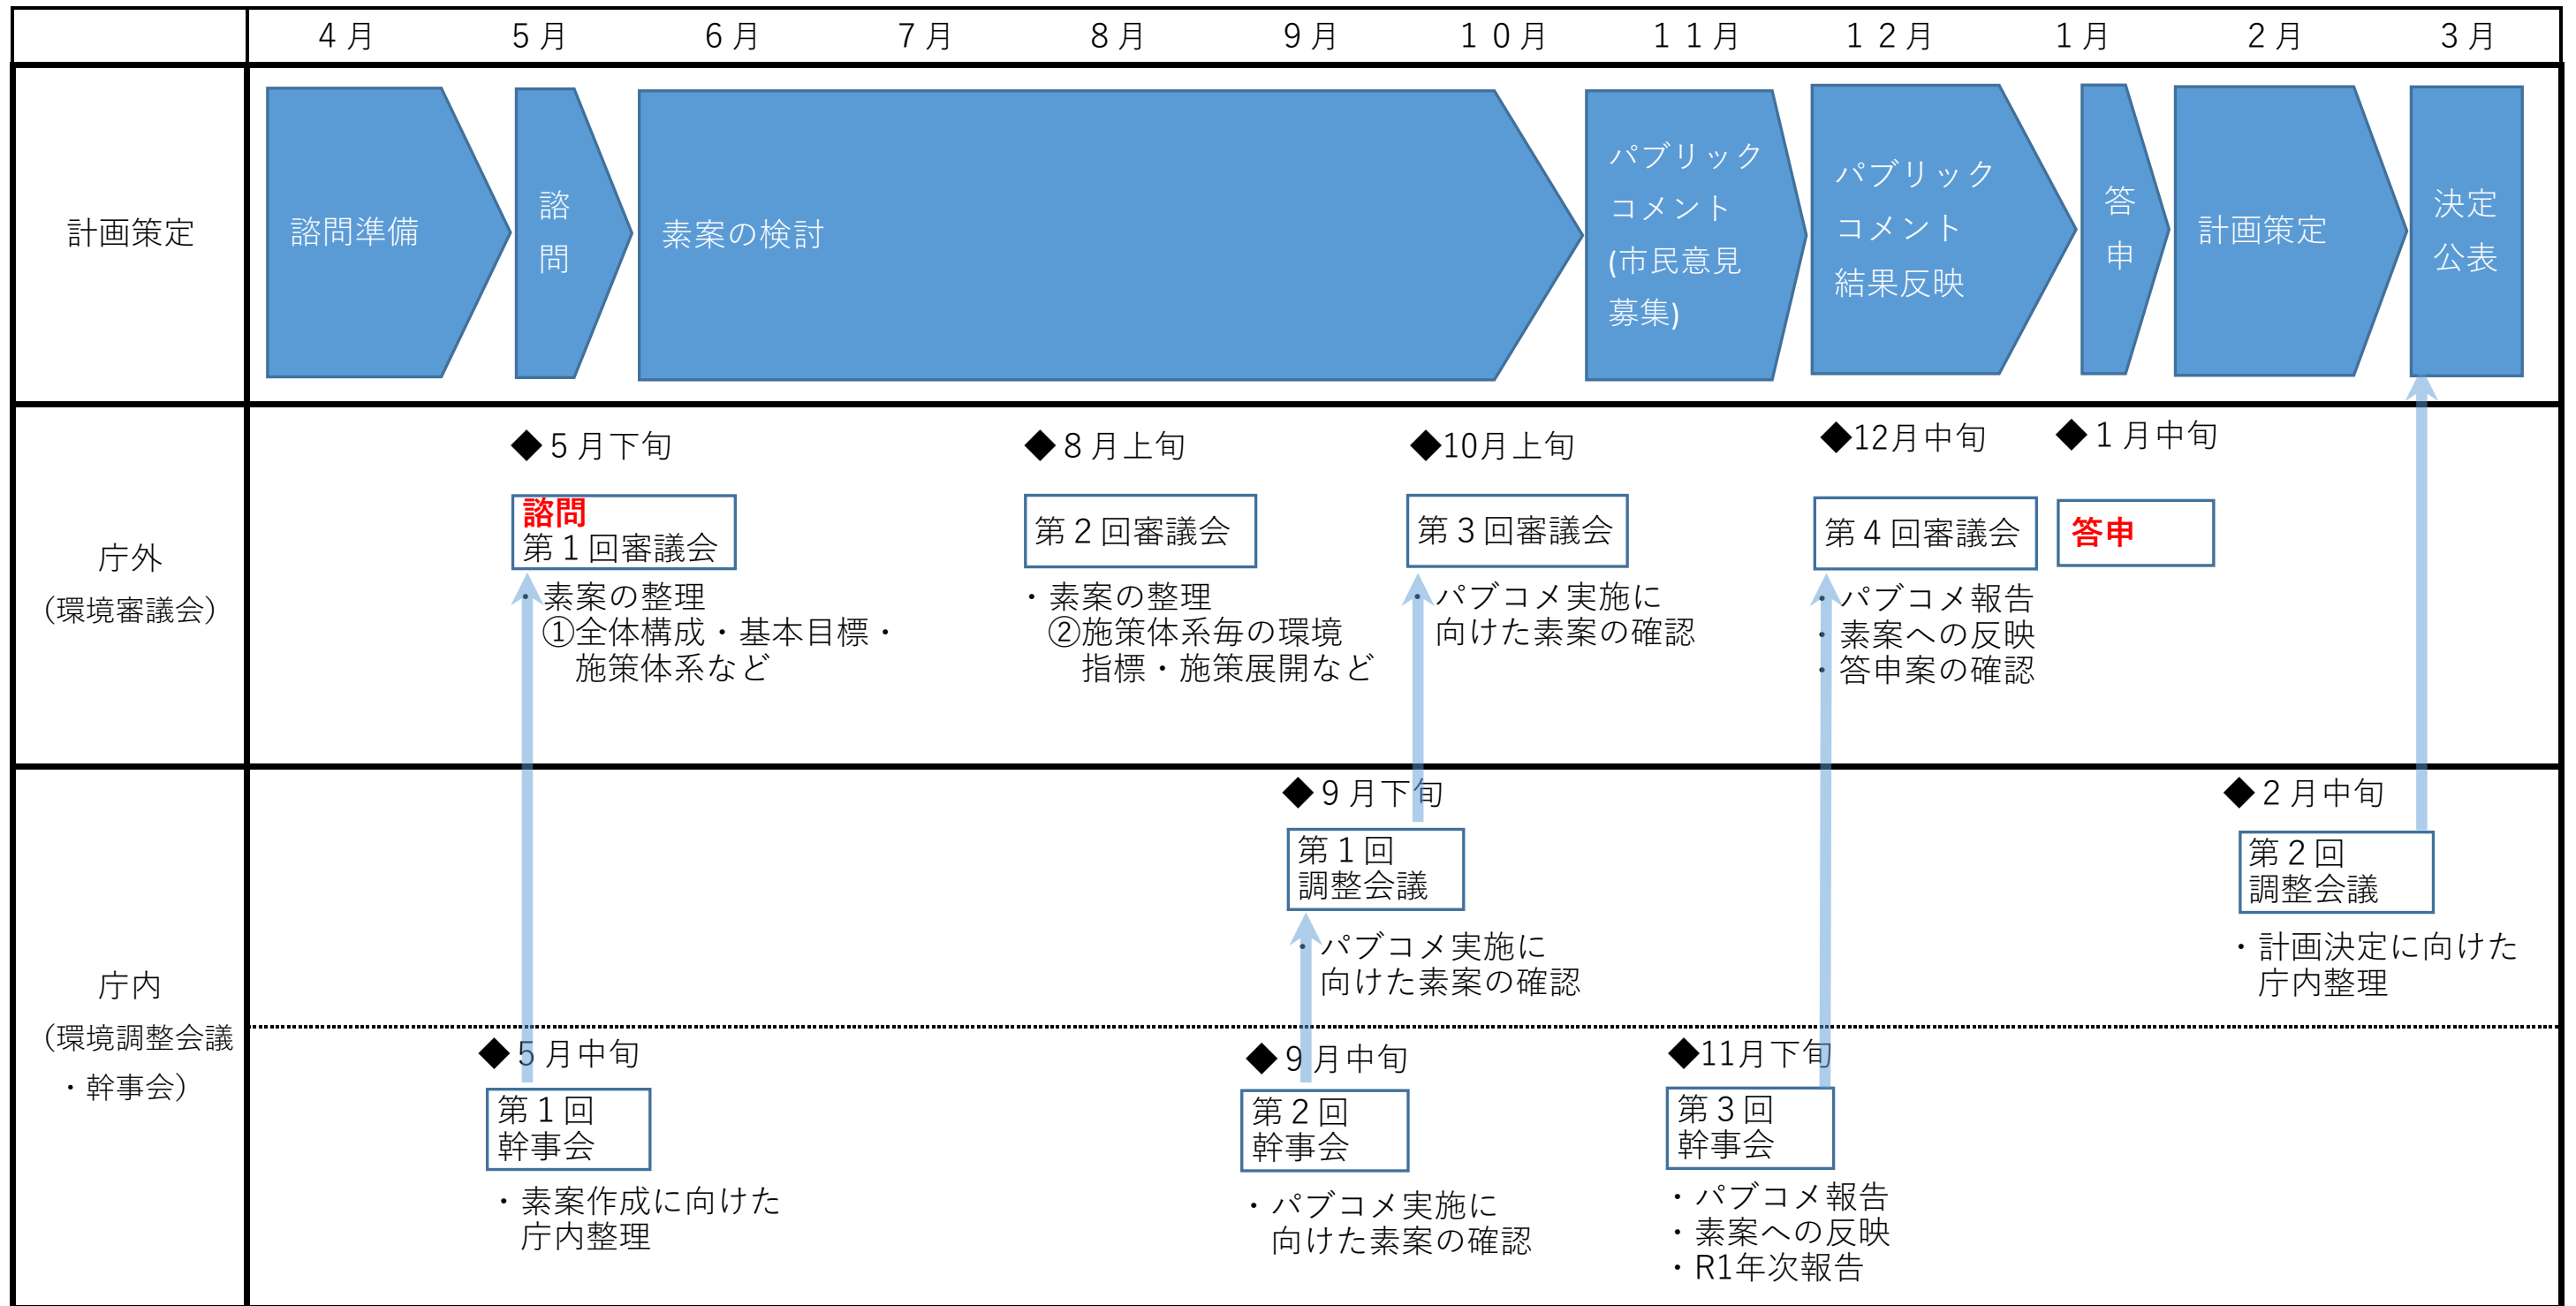 4月 5月 6月 7月 8月 9月 10月 11月 12月 1月 2月 3月
計画策定
諮問準備
諮
問
素案の検討
パブリック
コメント
(市民意見
募集)
パブリック
コメント
結果反映
答
申
計画策定
決定
公表
庁外
（環境審議会）
◆5月下旬
諮問
第1回審議会
・素案の整理
①全体構成・基本目標・
施策体系など
◆8月上旬
第2回審議会
・素案の整理
②施策体系毎の環境
指標・施策展開など
◆10月上旬
第3回審議会
・パブコメ実施に
向けた素案の確認
◆12月中旬
第4回審議会
・パブコメ報告
・素案への反映
・答申案の確認
◆1月中旬
答申
庁内
（環境調整会議
・幹事会）
◆9月下旬
第1回
調整会議
・パブコメ実施に
向けた素案の確認
◆2月中旬
第2回
調整会議
・計画決定に向けた
庁内整理
◆5月中旬
第1回
幹事会
・素案作成に向けた
庁内整理
◆9月中旬
第2回
幹事会
・パブコメ実施に
向けた素案の確認
◆11月下旬
第3回
幹事会
・パブコメ報告
・素案への反映
・R1年次報告